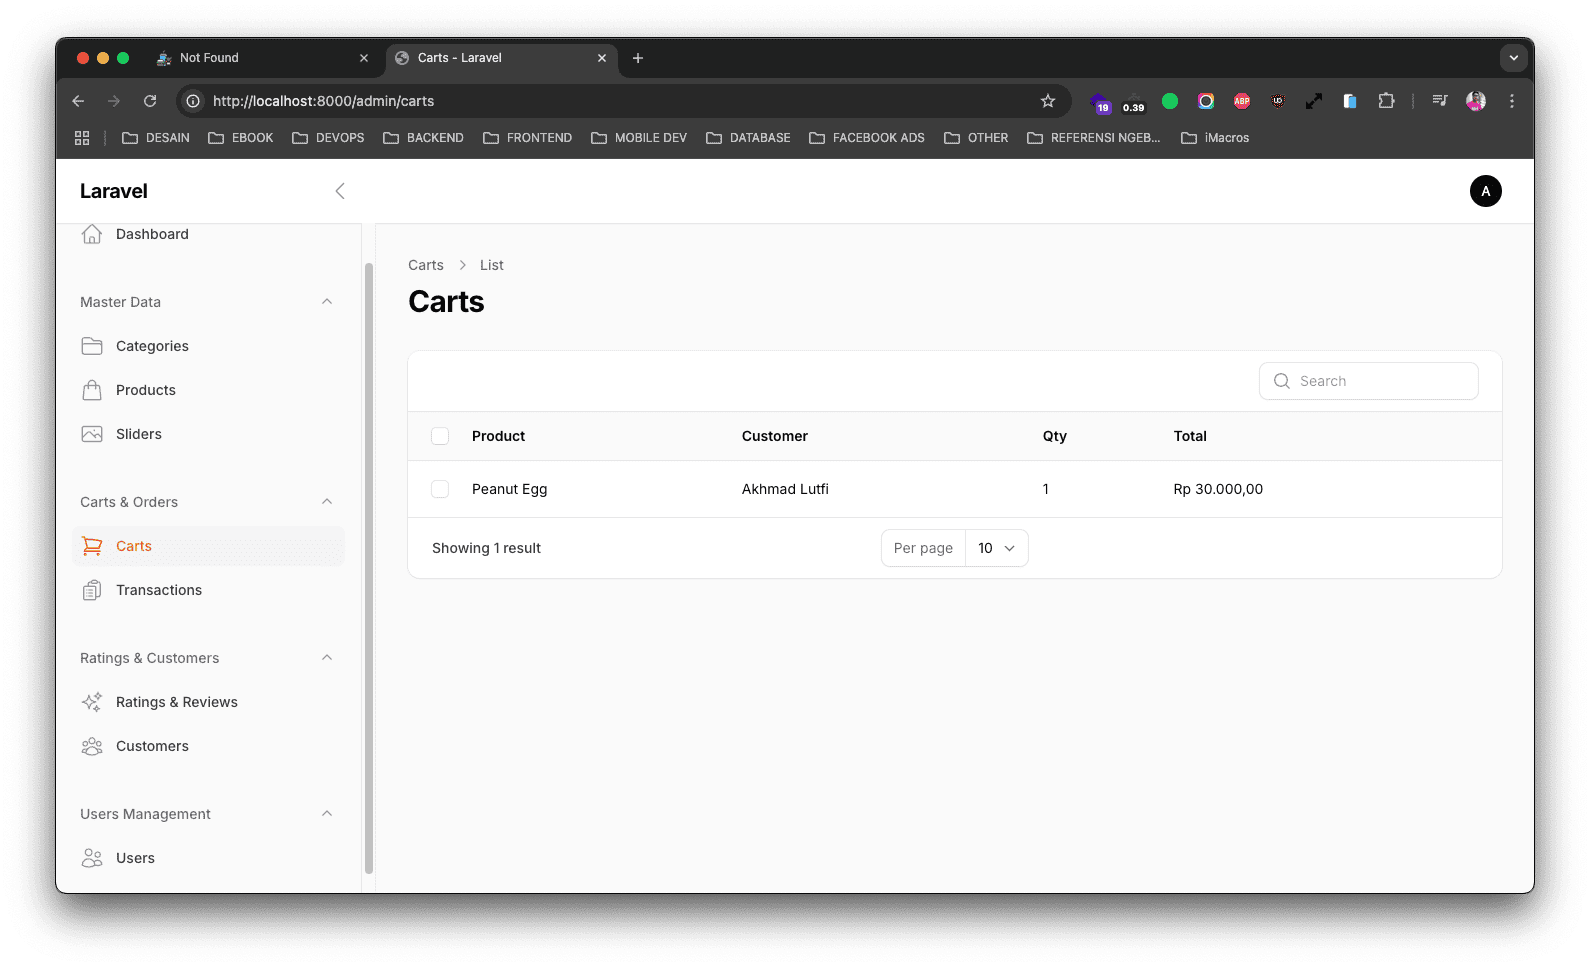 Not Found
Carts - Laravel
http://localhost:8000/admin/carts
19
0.39
ABP
DESAIN
EBOOK
DEVOPS
BACKEND
FRONTEND
MOBILE DEV
DATABASE
FACEBOOK ADS
OTHER
REFERENSI NGEB...
iMacros
Laravel
A
Dashboard
Master Data
Categories
Products
Sliders
Carts & Orders
Carts
Transactions
Ratings & Customers
Ratings & Reviews
Customers
Users Management
Users
Carts > List
Carts
Search
Product Customer Qty Total
Peanut Egg Akhmad Lutfi 1 Rp 30.000,00
Showing 1 result
Per page 10